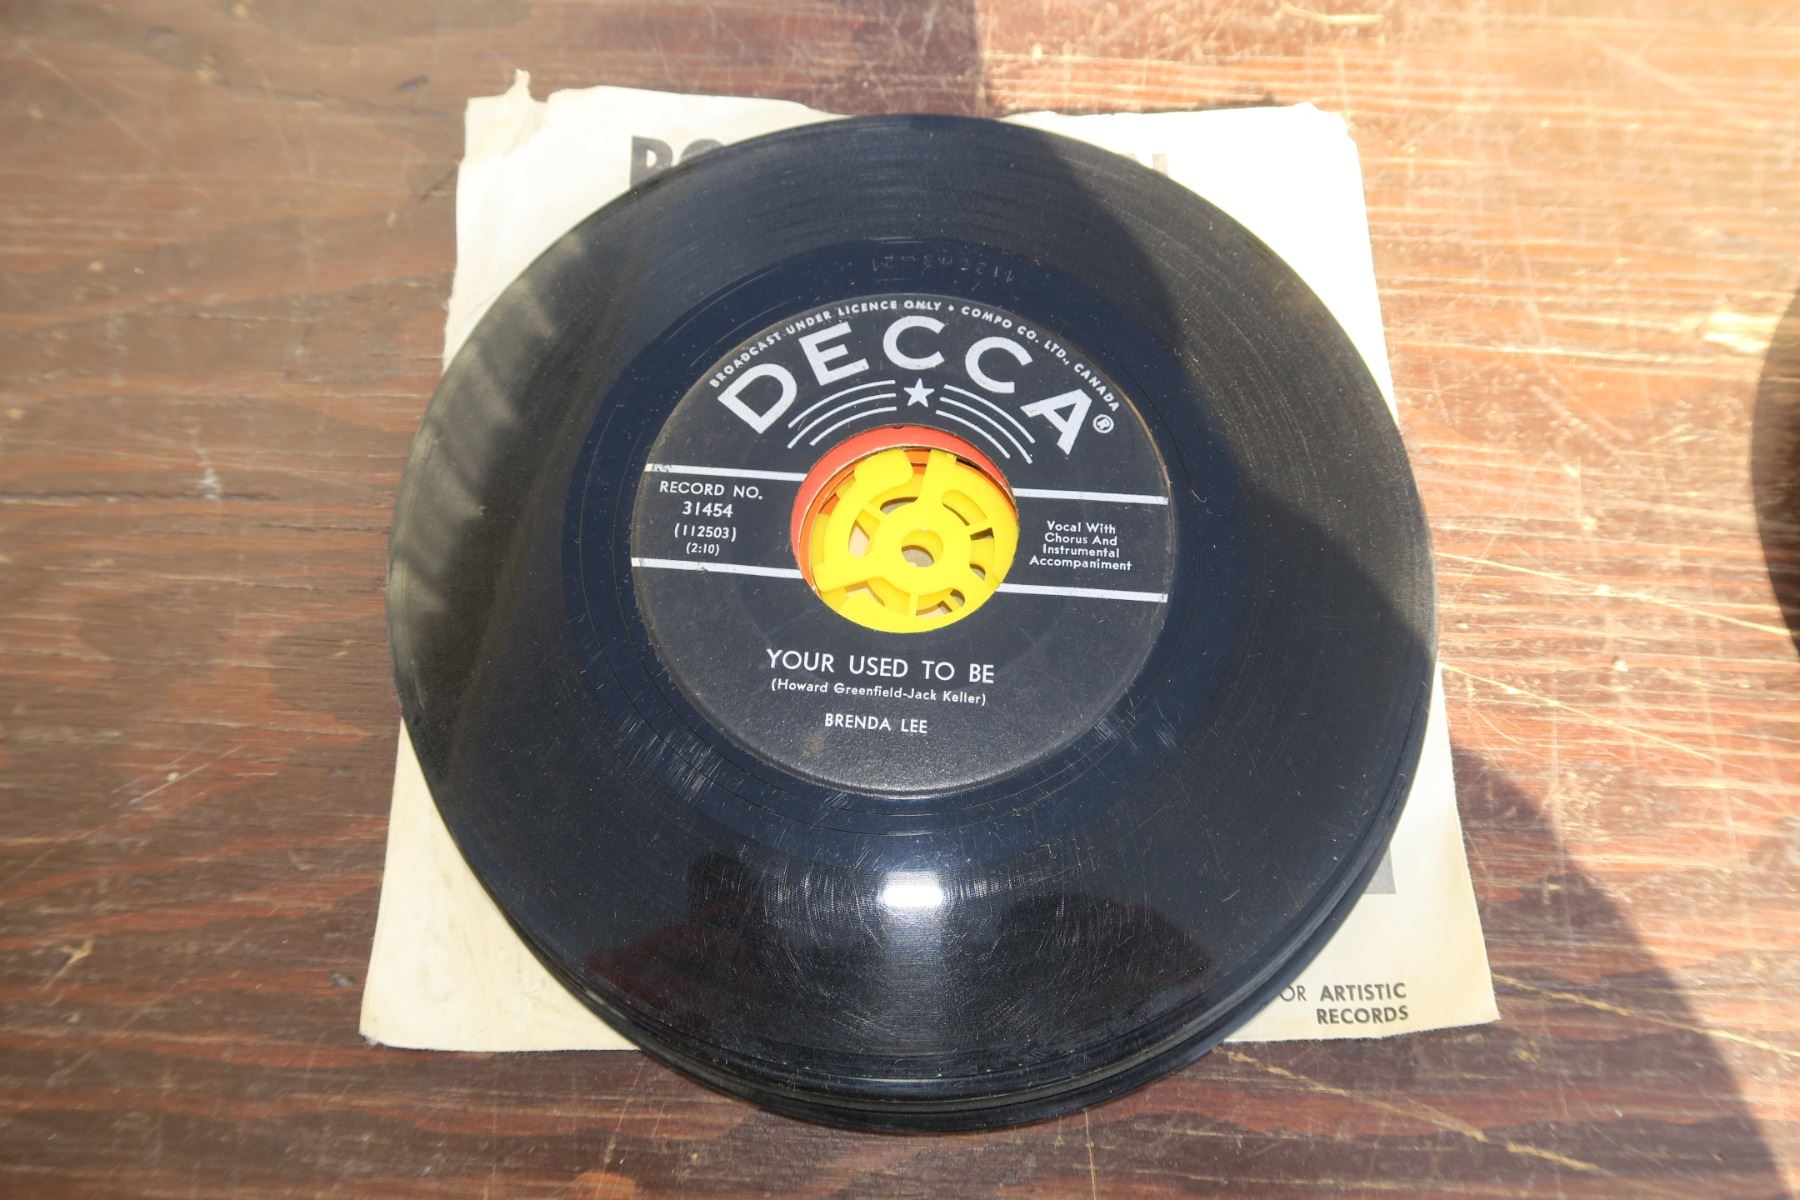 BROADCAST UNDER LICENCE ONLY • COMPO CO. LTD., CANADA
DECCA®
RECORD NO.
31454
(112503)
(2:10)
Vocal With
Chorus And
Instrumental
Accompaniment
YOUR USED TO BE
(Howard Greenfield-Jack Keller)
BRENDA LEE
OR ARTISTIC
RECORDS